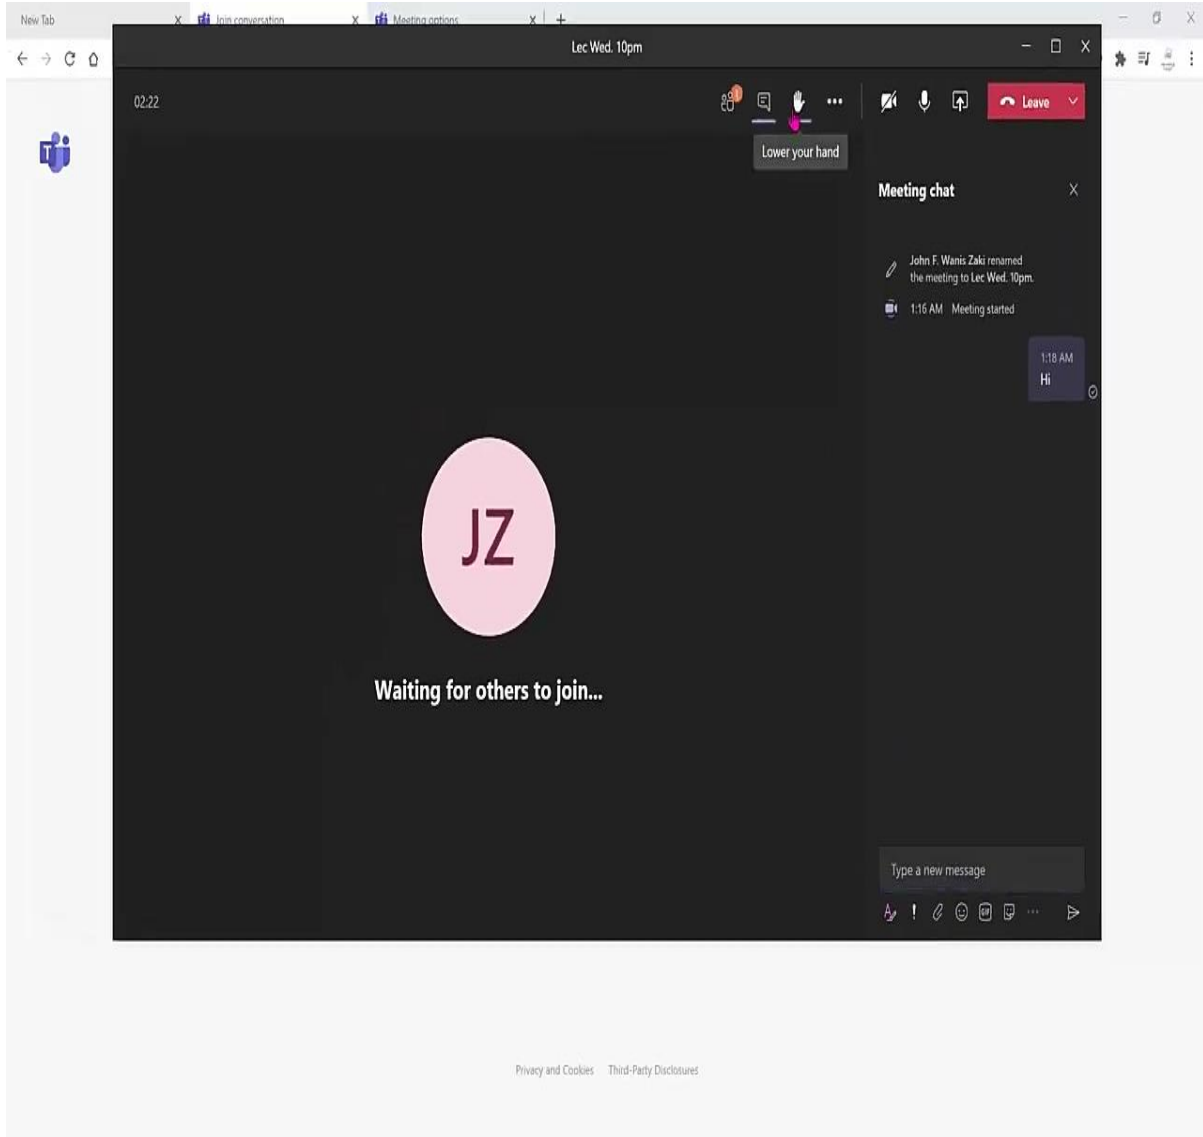 New Tab
Join conversation
Meeting options
Lec Wed. 10pm
02:22
1
Leave
Lower your hand
T
Meeting chat
John F. Wanis Zaki renamed
the meeting to Lec Wed. 10pm.
1:16 AM Meeting started
1:18 AM
Hi
JZ
Waiting for others to join...
Type a new message
GIF
Privacy and Cookies Third-Party Disclosures